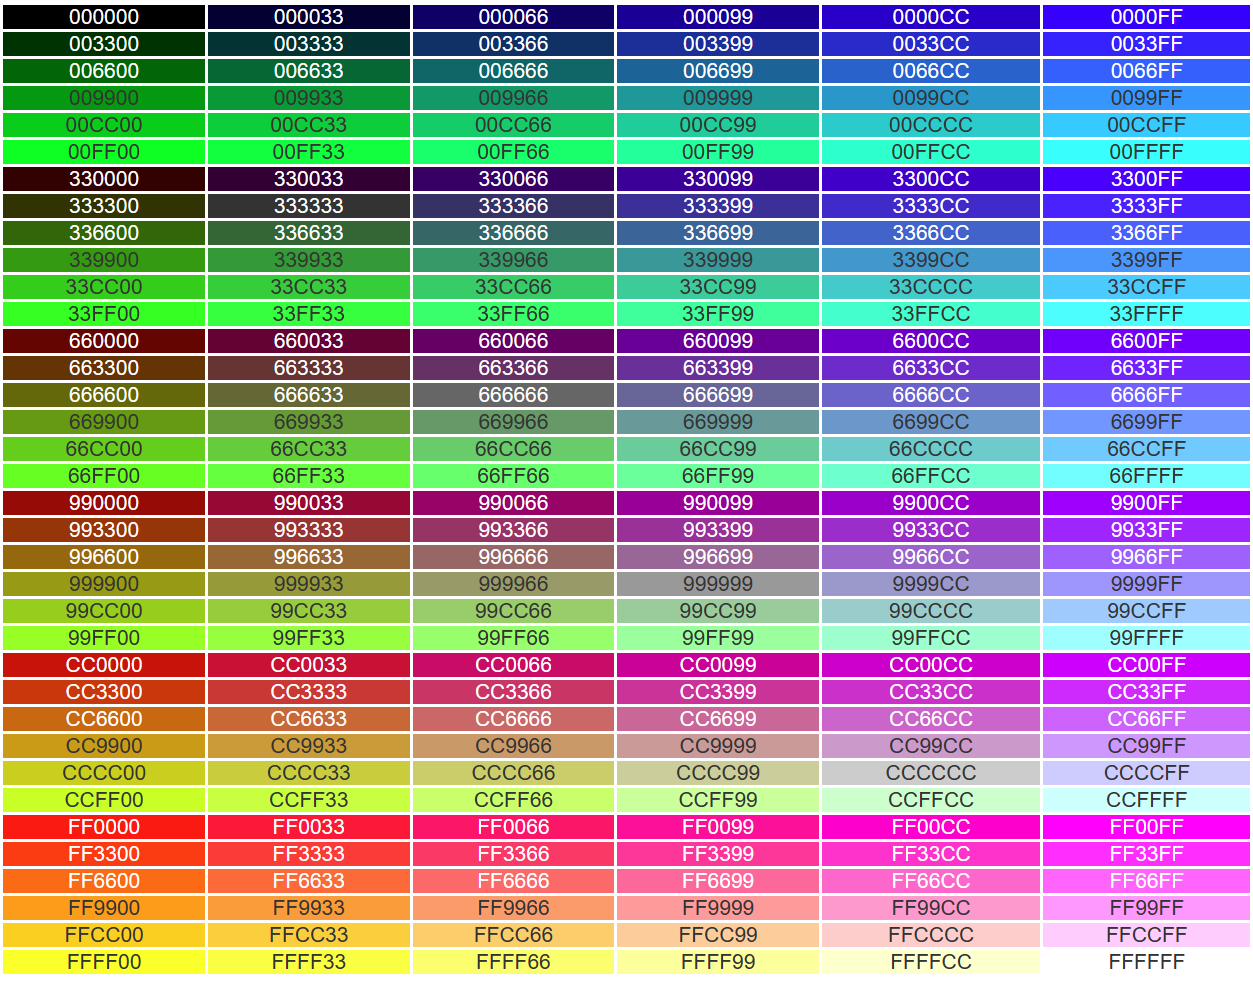 000000 000033 000066 000099 0000CC 0000FF
003300 003333 003366 003399 0033CC 0033FF
006600 006633 006666 006699 0066CC 0066FF
009900 009933 009966 009999 0099CC 0099FF
00CC00 00CC33 00CC66 00CC99 00CCCC 00CCFF
00FF00 00FF33 00FF66 00FF99 00FFCC 00FFFF
330000 330033 330066 330099 3300CC 3300FF
333300 333333 333366 333399 3333CC 3333FF
336600 336633 336666 336699 3366CC 3366FF
339900 339933 339966 339999 3399CC 3399FF
33CC00 33CC33 33CC66 33CC99 33CCCC 33CCFF
33FF00 33FF33 33FF66 33FF99 33FFCC 33FFFF
660000 660033 660066 660099 6600CC 6600FF
663300 663333 663366 663399 6633CC 6633FF
666600 666633 666666 666699 6666CC 6666FF
669900 669933 669966 669999 6699CC 6699FF
66CC00 66CC33 66CC66 66CC99 66CCCC 66CCFF
66FF00 66FF33 66FF66 66FF99 66FFCC 66FFFF
990000 990033 990066 990099 9900CC 9900FF
993300 993333 993366 993399 9933CC 9933FF
996600 996633 996666 996699 9966CC 9966FF
999900 999933 999966 999999 9999CC 9999FF
99CC00 99CC33 99CC66 99CC99 99CCCC 99CCFF
99FF00 99FF33 99FF66 99FF99 99FFCC 99FFFF
CC0000 CC0033 CC0066 CC0099 CC00CC CC00FF
CC3300 CC3333 CC3366 CC3399 CC33CC CC33FF
CC6600 CC6633 CC6666 CC6699 CC66CC CC66FF
CC9900 CC9933 CC9966 CC9999 CC99CC CC99FF
CCCC00 CCCC33 CCCC66 CCCC99 CCCCCC CCCCFF
CCFF00 CCFF33 CCFF66 CCFF99 CCFFCC CCFFFF
FF0000 FF0033 FF0066 FF0099 FF00CC FF00FF
FF3300 FF3333 FF3366 FF3399 FF33CC FF33FF
FF6600 FF6633 FF6666 FF6699 FF66CC FF66FF
FF9900 FF9933 FF9966 FF9999 FF99CC FF99FF
FFCC00 FFCC33 FFCC66 FFCC99 FFCCCC FFCCFF
FFFF00 FFFF33 FFFF66 FFFF99 FFFFCC FFFFFF